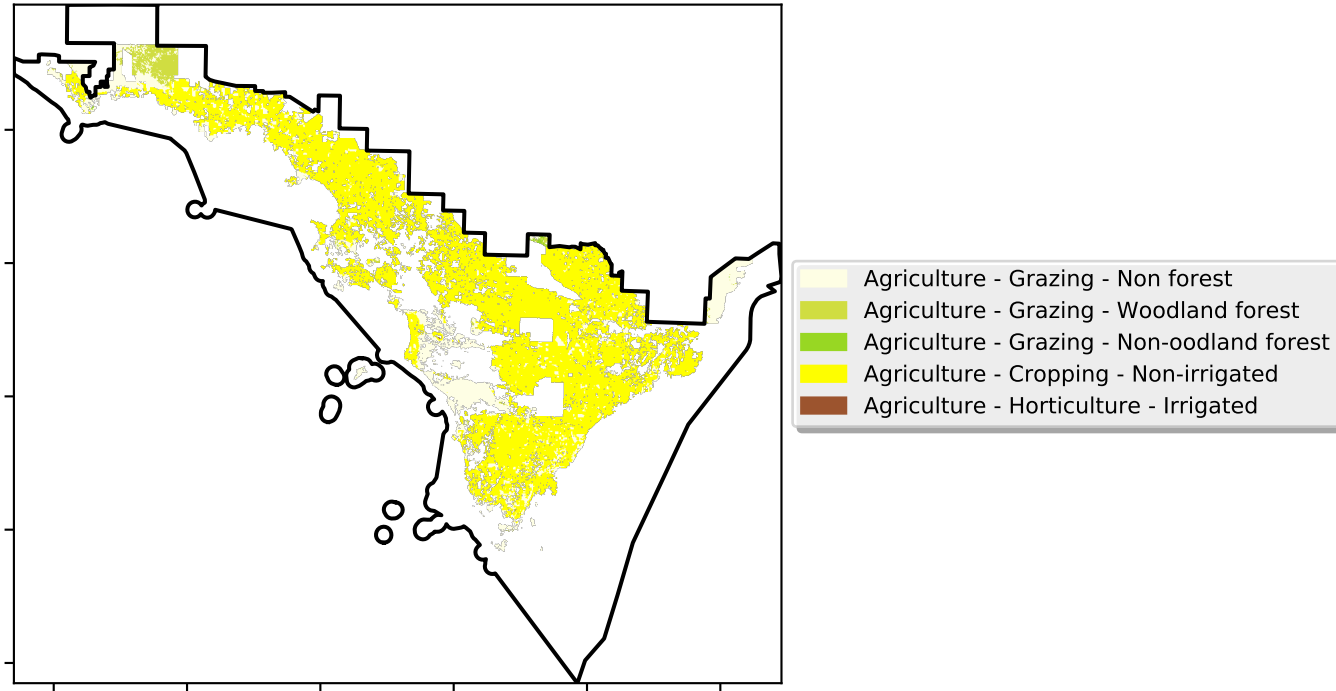 Agriculture - Grazing - Non forest
Agriculture - Grazing - Woodland forest
Agriculture - Grazing - Non-oodland forest
Agriculture - Cropping - Non-irrigated
Agriculture - Horticulture - Irrigated